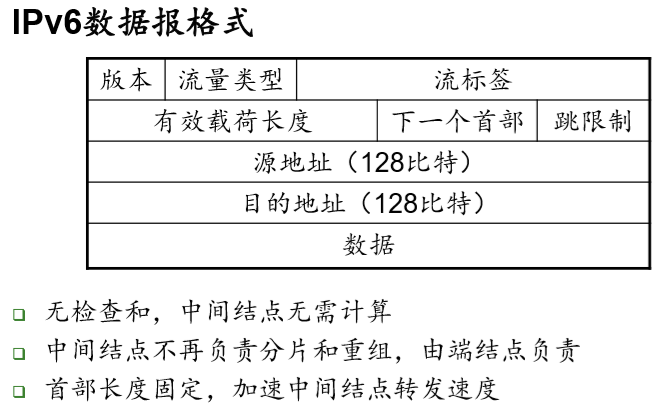 IPv6数据报格式
版本 流量类型 流标签
有效载荷长度 下一个首部 跳限制
源地址（128比特）
目的地址（128比特）
数据
无检查和，中间结点无需计算
中间结点不再负责分片和重组，由端结点负责
首部长度固定，加速中间结点转发速度